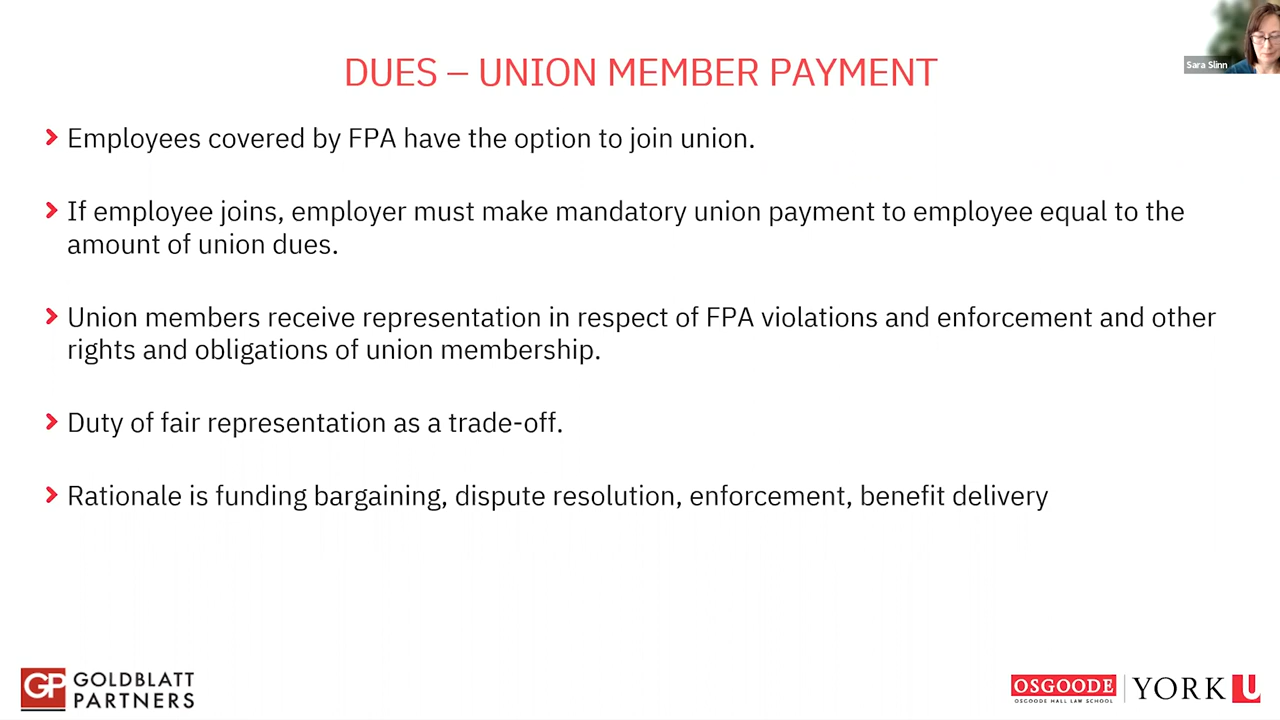 Sara Slinn
DUES – UNION MEMBER PAYMENT
Employees covered by FPA have the option to join union.
If employee joins, employer must make mandatory union payment to employee equal to the
amount of union dues.
Union members receive representation in respect of FPA violations and enforcement and other
rights and obligations of union membership.
Duty of fair representation as a trade-off.
Rationale is funding bargaining, dispute resolution, enforcement, benefit delivery
GP GOLDBLATT
PARTNERS
OSGOODE
OSGOODE HALL LAW SCHOOL
YORK U